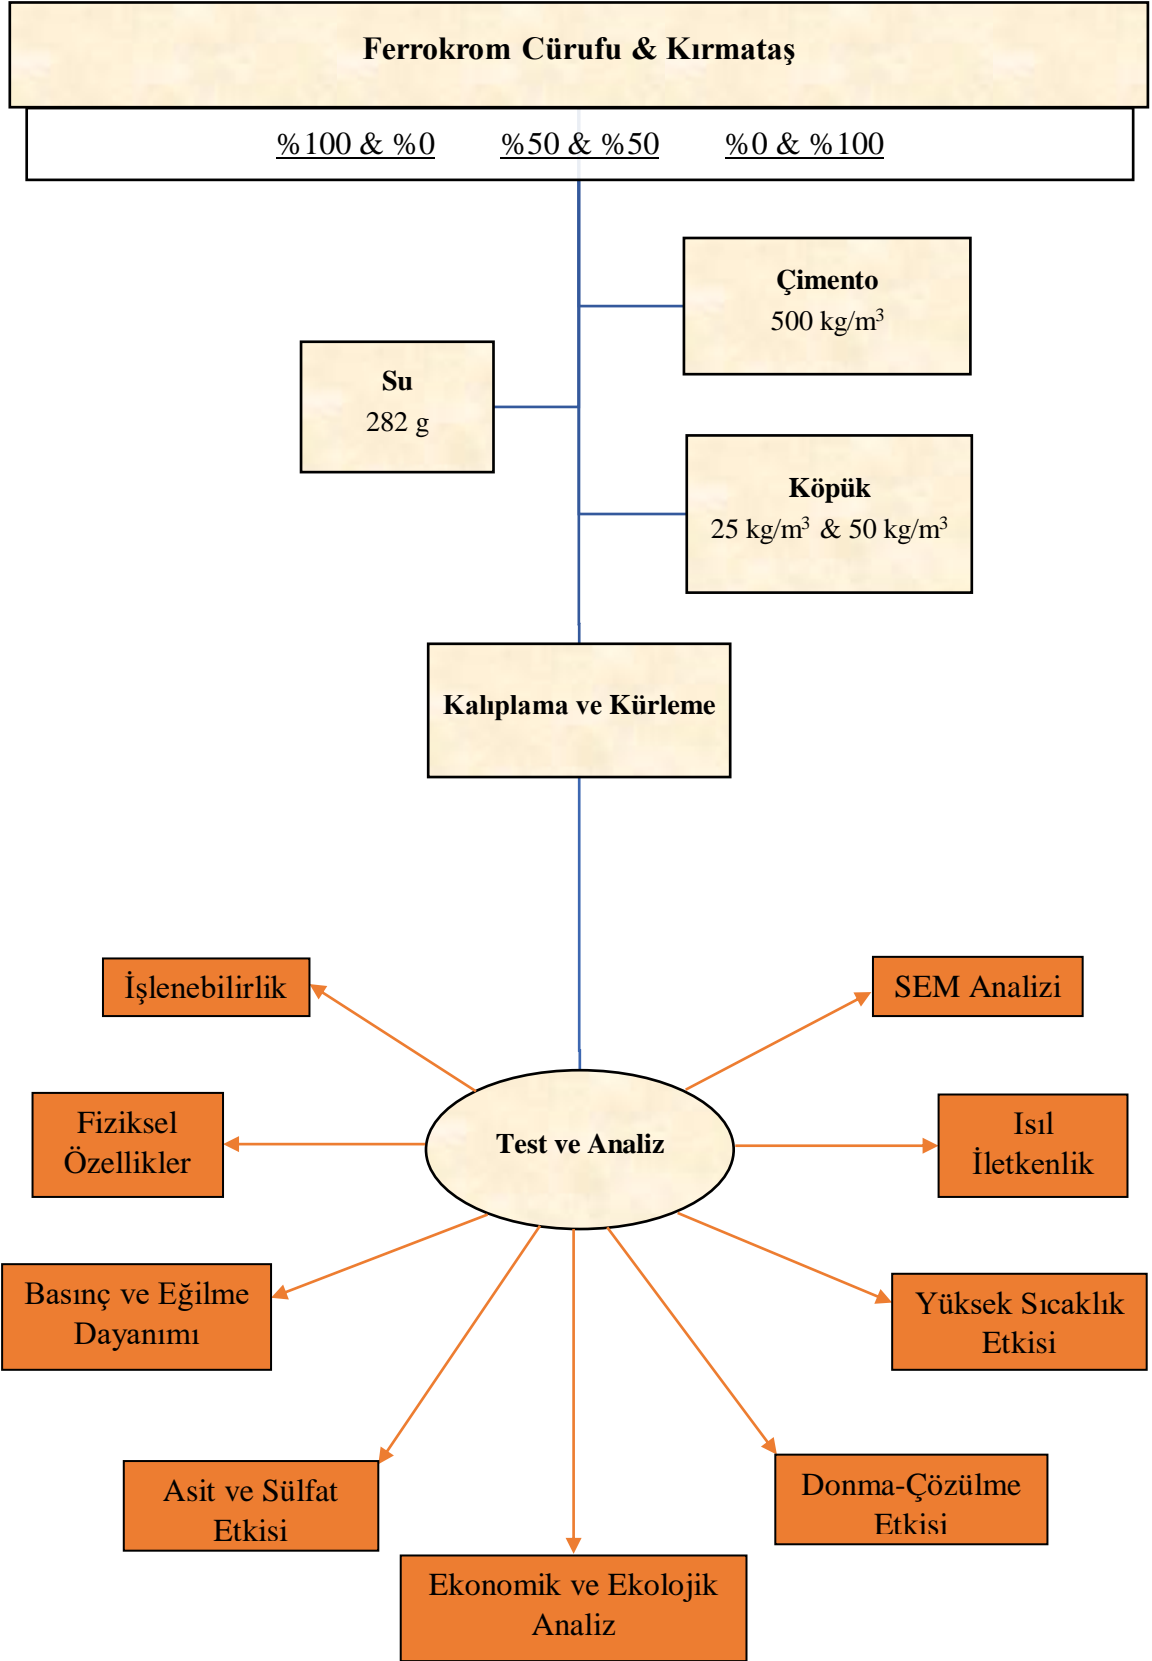 Ferrokrom Cürufu & Kırmataş
%100 & %0 %50 & %50 %0 & %100
Çimento
500 kg/m³
Su
282 g
Köpük
25 kg/m³ & 50 kg/m³
Kalıplama ve Kürleme
İşlenebilirlik
SEM Analizi
Fiziksel
Özellikler
Test ve Analiz
Isıl
İletkenlik
Basınç ve Eğilme
Dayanımı
Yüksek Sıcaklık
Etkisi
Asit ve Sülfat
Etkisi
Donma-Çözülme
Etkisi
Ekonomik ve Ekolojik
Analiz